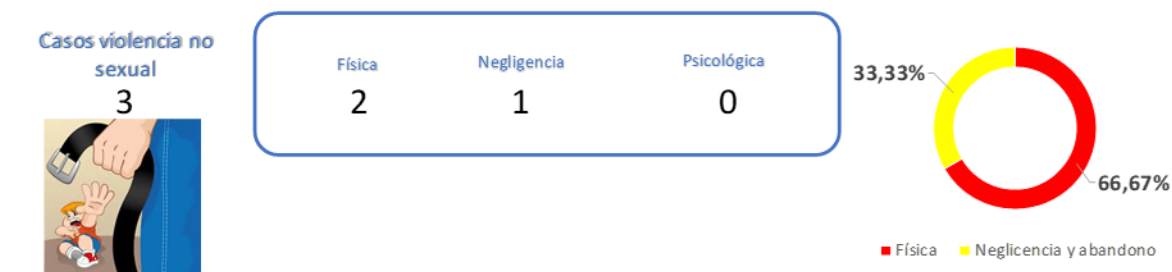 Casos violencia no
sexual
3
Física
2
Negligencia
1
Psicológica
0
33,33%
66,67%
Física
Neglicencia y abandono